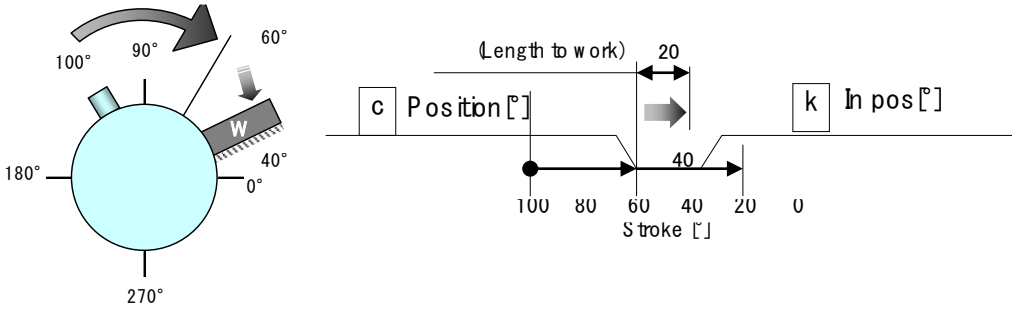 100°
90°
60°
W
40°
180°
0°
270°
(Length to work)
20
c
Position[°]
k
In pos[°]
40
100 80 60 40 20 0
Stroke [°]